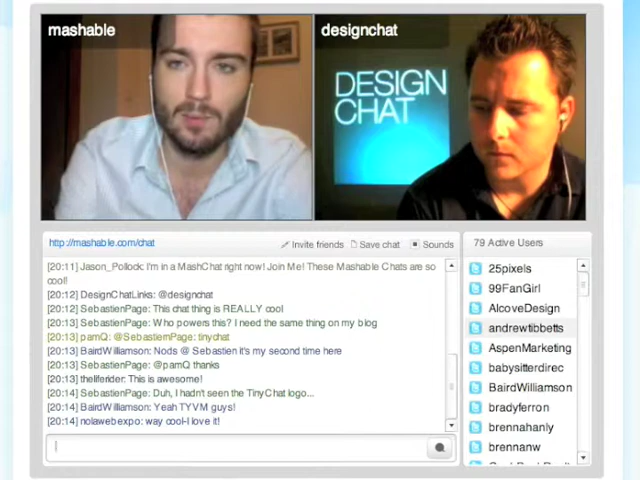 mashable
designchat
DESIGN
CHAT
http://mashable.com/chat
Invite friends
Save chat
Sounds
79 Active Users
[20:11] Jason_Pollock: I'm in a MashChat right now! Join Me! These Mashable Chats are so
cool!
[20:12] DesignChatLinks: @designchat
[20:12] SebastienPage: This chat thing is REALLY cool
[20:13] SebastienPage: Who powers this? I need the same thing on my blog
[20:13] pamQ: @SebastiemPage: tinychat
[20:13] BairdWilliamson: Nods @ Sebastien it's my second time here
[20:13] SebastienPage: @pamQ thanks
[20:13] theliferider: This is awesome!
[20:14] SebastienPage: Duh, I hadn't seen the TinyChat logo...
[20:14] BairdWilliamson: Yeah TYVM guys!
[20:14] nolawebexpo: way cool-I love it!
25pixels
99FanGirl
AlcoveDesign
andrewtibbetts
AspenMarketing
babysitterdirec
BairdWilliamson
bradyferron
brennahanly
brennanw